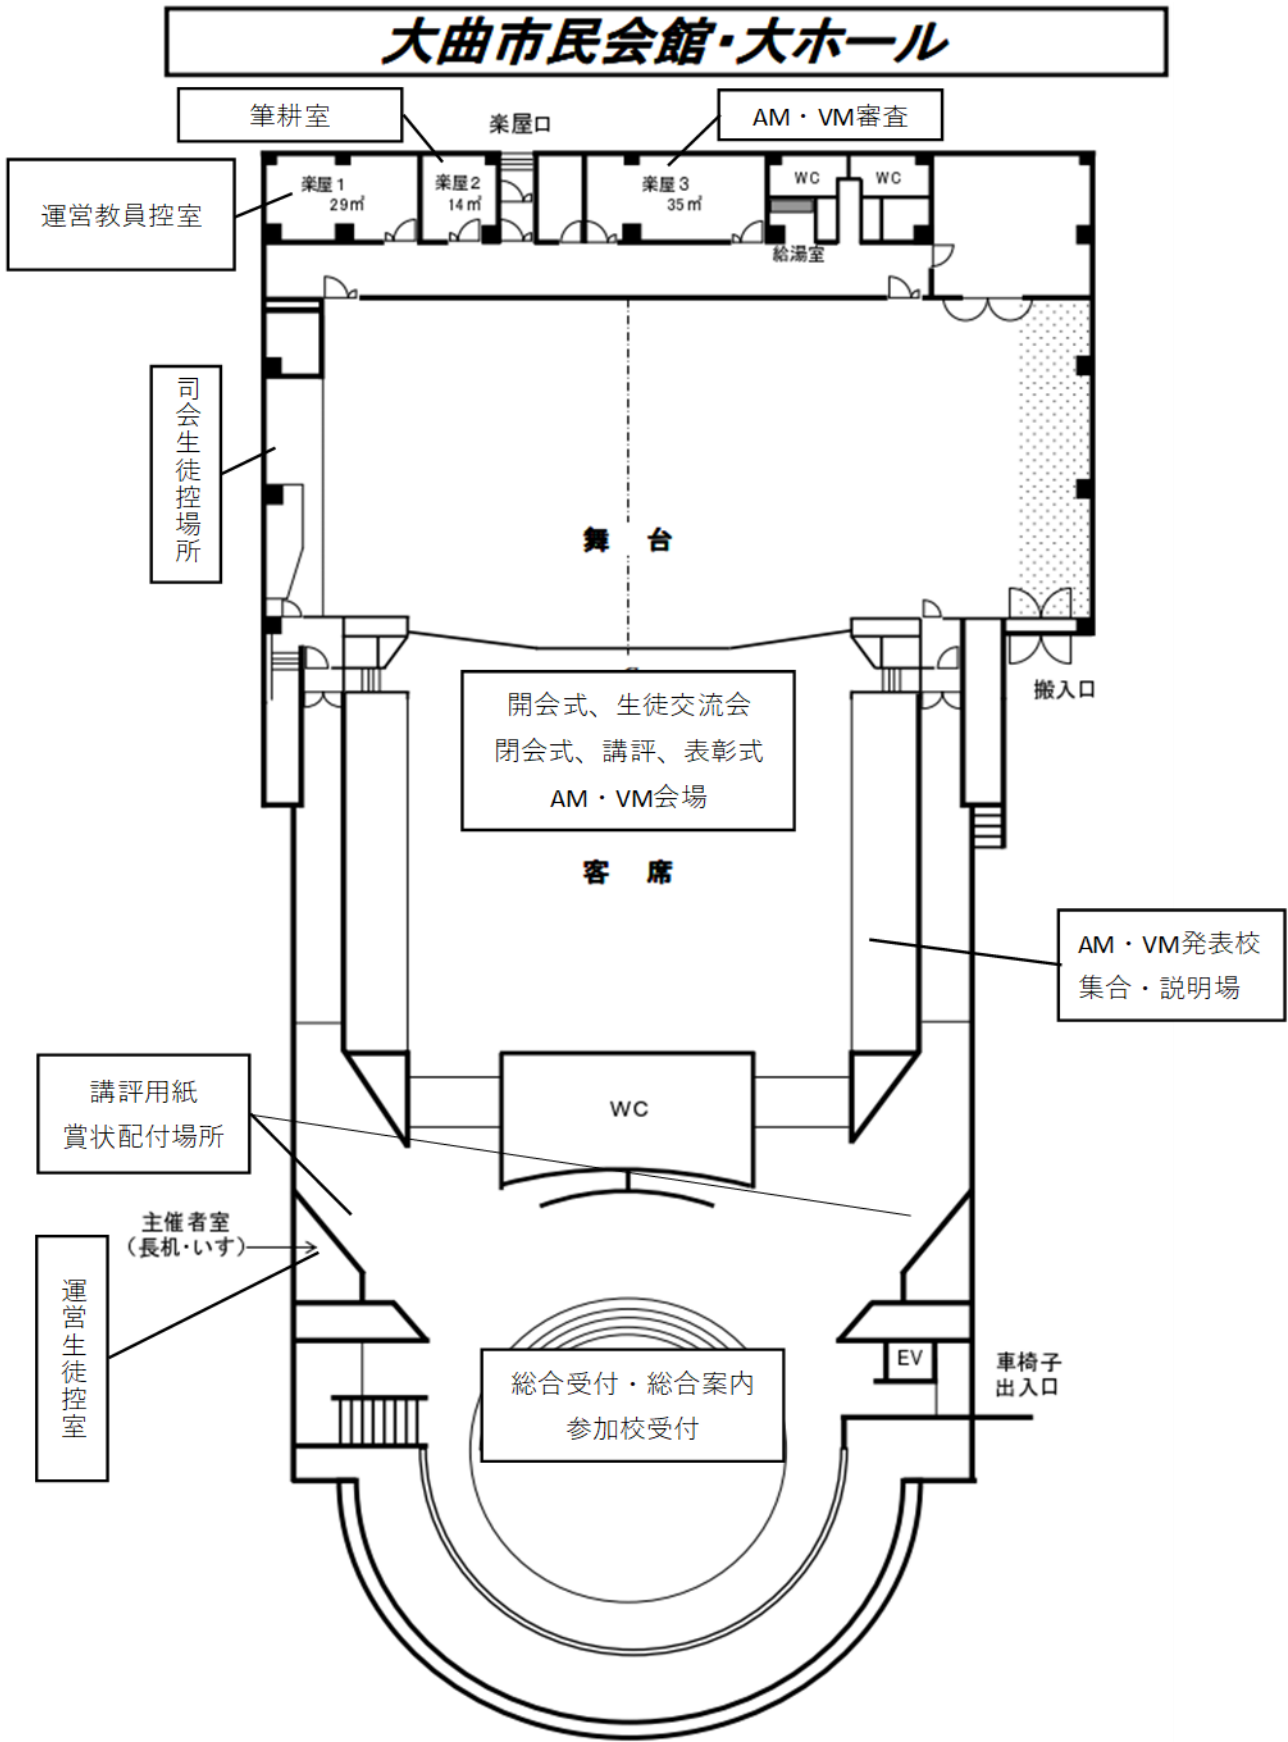 大曲市民会館・大ホール
筆耕室
楽屋口
AM・VM審査
運営教員控室
楽屋1
29㎡
楽屋2
14㎡
楽屋3
35㎡
WC
WC
給湯室
司会生徒控場所
舞 台
搬入口
開会式、生徒交流会
閉会式、講評、表彰式
AM・VM会場
客 席
AM・VM発表校
集合・説明場
講評用紙
賞状配付場所
WC
主催者室
(長机・いす)
運営生徒控室
総合受付・総合案内
参加校受付
EV
車椅子
出入口